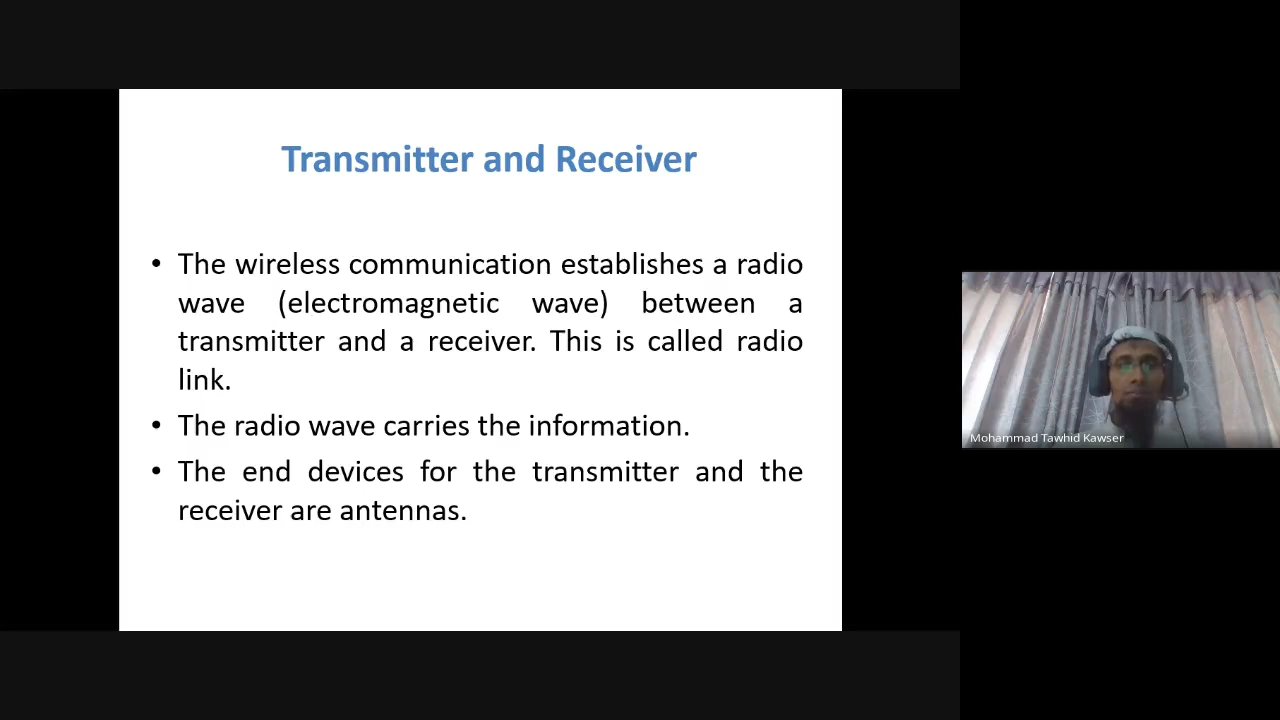 Transmitter and Receiver
• The wireless communication establishes a radio
wave (electromagnetic wave) between a
transmitter and a receiver. This is called radio
link.
• The radio wave carries the information.
• The end devices for the transmitter and the
receiver are antennas.
Mohammad Tawhid Kawser